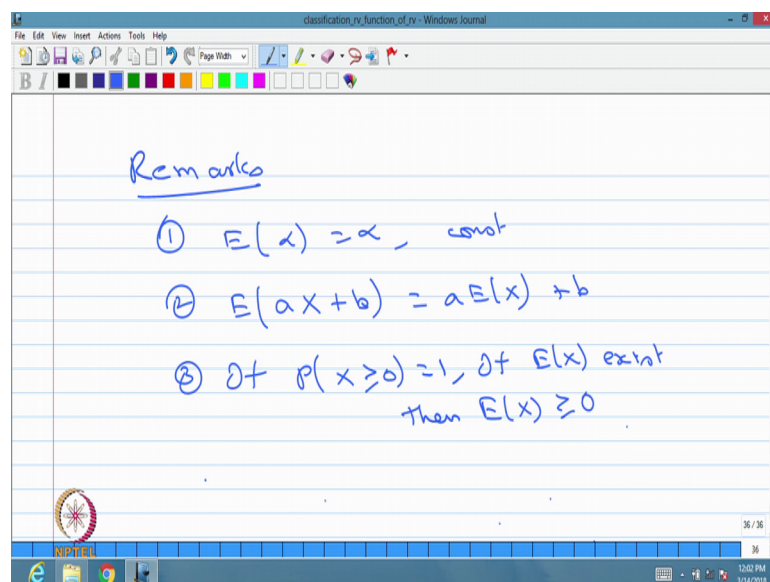 classification_rv_function_of_rv - Windows Journal
File Edit View Insert Actions Tools Help
Page Width
B I
Remarks
① E(α) = α, const
② E(aX+b) = aE(X) + b
③ If P(X≥0) = 1, If E(X) exist
then E(X) ≥ 0
36 / 36
NPTEL
36
12:02 PM